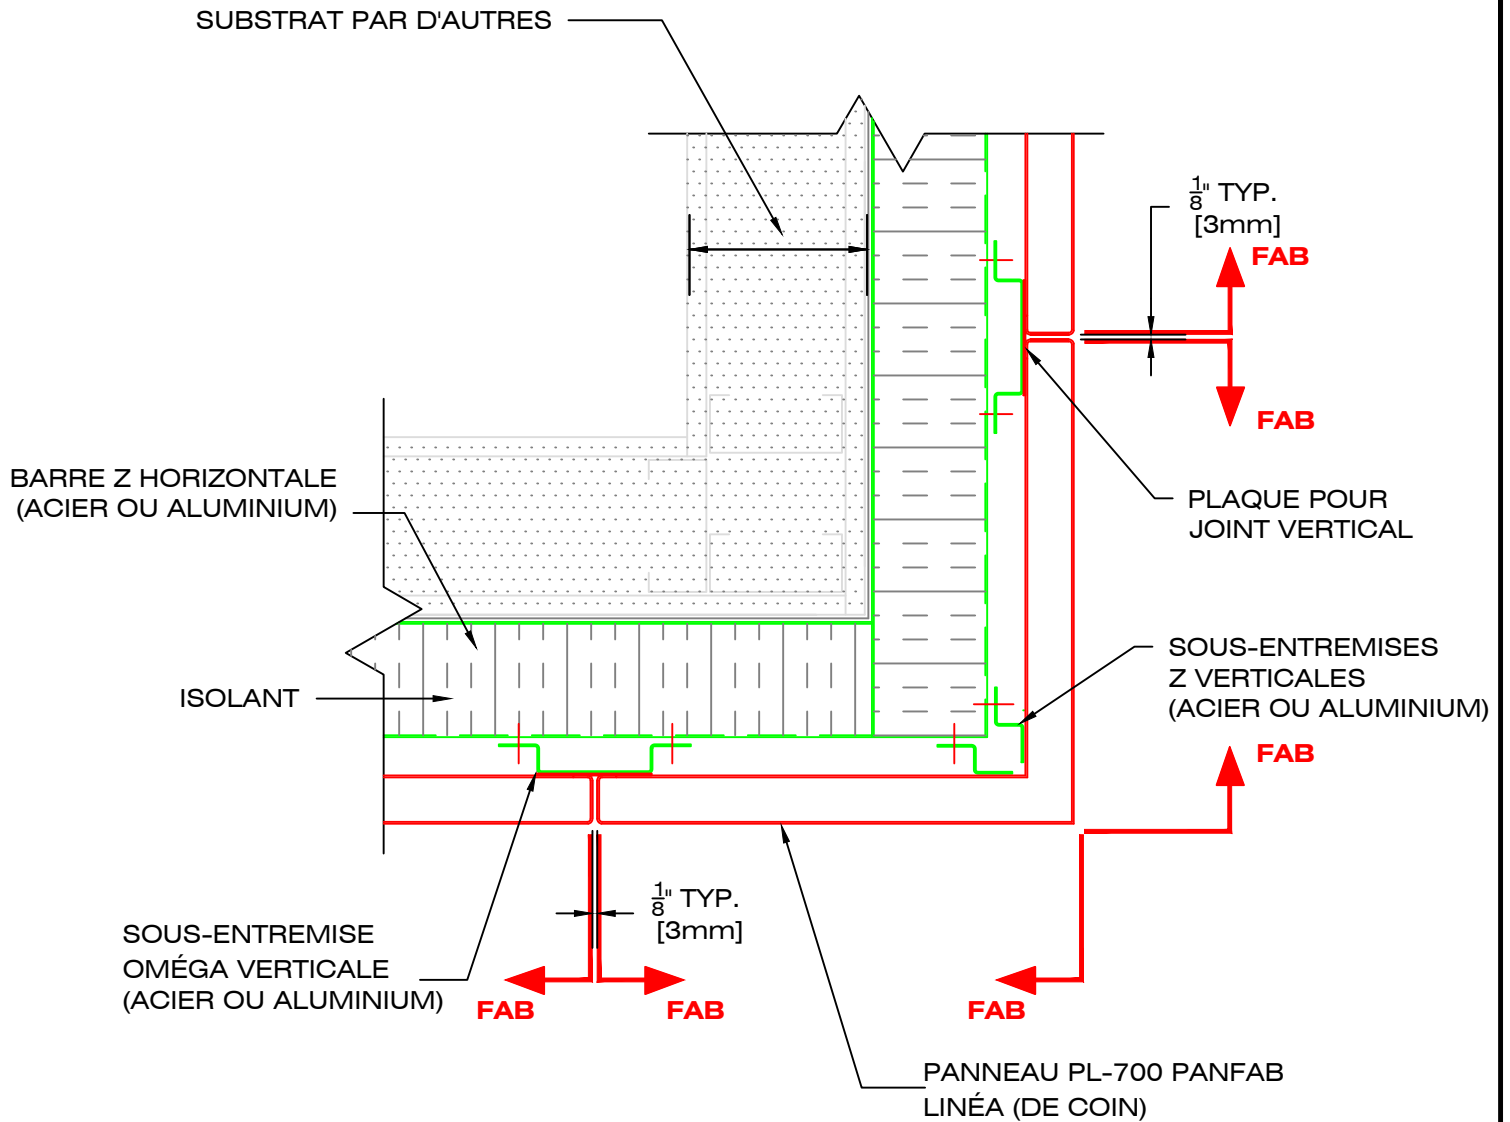 SUBSTRAT PAR D'AUTRES
1/8" TYP.
[3mm]
FAB
FAB
BARRE Z HORIZONTALE
(ACIER OU ALUMINIUM)
PLAQUE POUR
JOINT VERTICAL
ISOLANT
SOUS-ENTREMISES
Z VERTICALES
(ACIER OU ALUMINIUM)
FAB
1/8" TYP.
[3mm]
SOUS-ENTREMISE
OMÉGA VERTICALE
(ACIER OU ALUMINIUM)
FAB
FAB
FAB
PANNEAU PL-700 PANFAB
LINÉA (DE COIN)